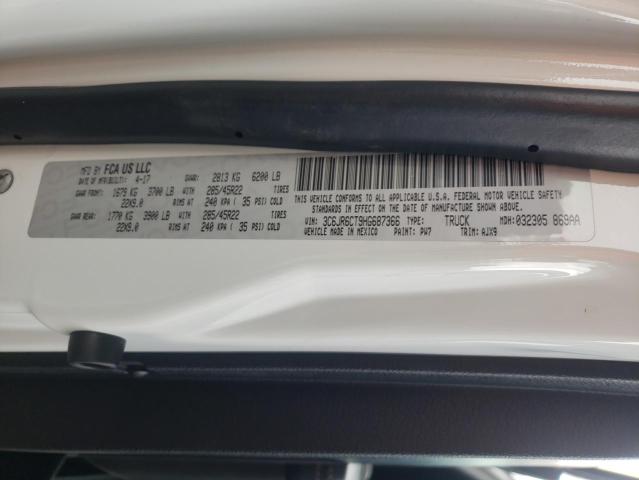 MFD BY FCA US LLC
DATE OF MFR/BUILT: 4-17 GVWR: 2813 KG 6200 LB
GAWR FRONT: 1679 KG 3700 LB WITH 285/45R22 TIRES
22X9.0 RIMS AT 240 KPA ( 35 PSI) COLD
GAWR REAR: 1770 KG 3900 LB WITH 285/45R22 TIRES
22X9.0 RIMS AT 240 KPA ( 35 PSI) COLD
THIS VEHICLE CONFORMS TO ALL APPLICABLE U.S.A. FEDERAL MOTOR VEHICLE SAFETY
STANDARDS IN EFFECT ON THE DATE OF MANUFACTURE SHOWN ABOVE.
VIN: 3C6JR6CT9HG687366 TYPE: TRUCK MDH: 032305 869AA
VEHICLE MADE IN MEXICO PAINT: PW7 TRIM: AJX9